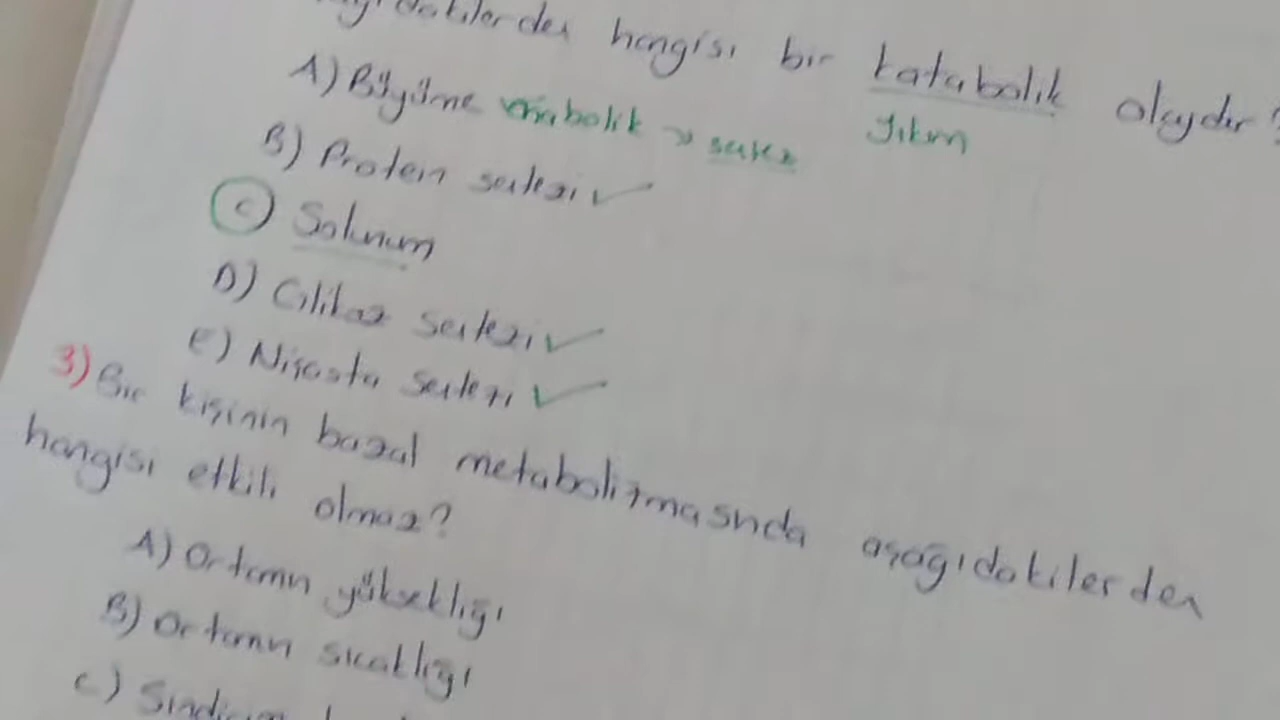 hangisi bir katabolik olaydır?
A) Büyüme anabolik → sentez yıkım
B) Protein sentezi ✓
C) Solunum
D) Glikoz sentezi ✓
E) Nişasta sentezi ✓
3) Bir kişinin bazal metabolizmasında aşağıdakilerden
hangisi etkili olmaz?
A) Ortamın yüksekliği
B) Ortamın sıcaklığı
C)